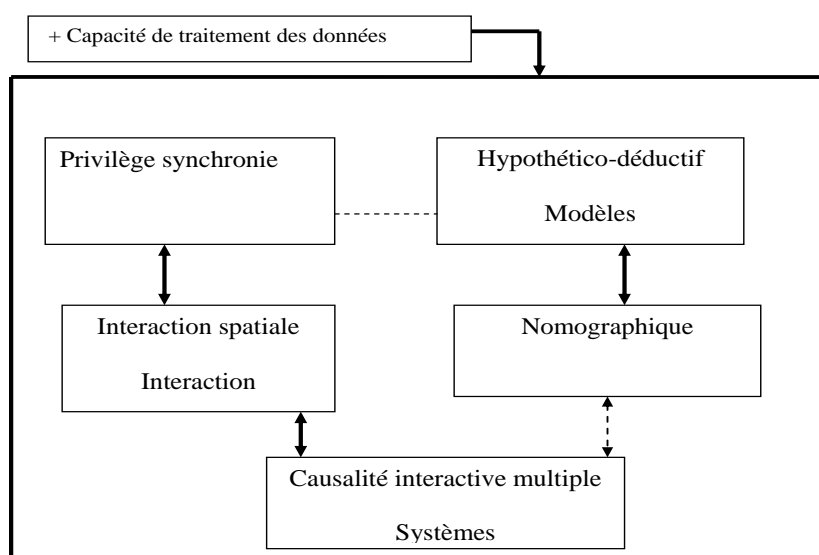 + Capacité de traitement des données
Privilège synchronie
Hypothético-déductif
Modèles
Interaction spatiale
Interaction
Nomographique
Causalité interactive multiple
Systèmes